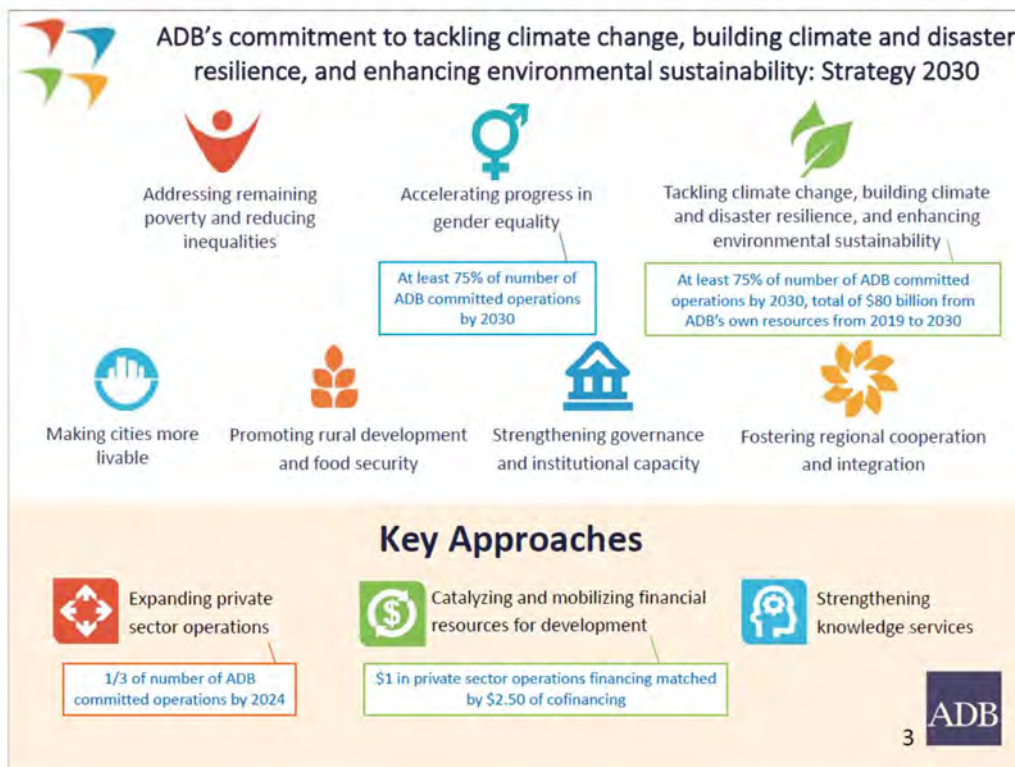 ADB's commitment to tackling climate change, building climate and disaster
resilience, and enhancing environmental sustainability: Strategy 2030
Addressing remaining
poverty and reducing
inequalities
Accelerating progress in
gender equality
At least 75% of number of
ADB committed operations
by 2030
Tackling climate change, building climate
and disaster resilience, and enhancing
environmental sustainability
At least 75% of number of ADB committed
operations by 2030, total of $80 billion from
ADB's own resources from 2019 to 2030
Making cities more
livable
Promoting rural development
and food security
Strengthening governance
and institutional capacity
Fostering regional cooperation
and integration
Key Approaches
Expanding private
sector operations
1/3 of number of ADB
committed operations by 2024
Catalyzing and mobilizing financial
resources for development
$1 in private sector operations financing matched
by $2.50 of cofinancing
Strengthening
knowledge services
3
ADB